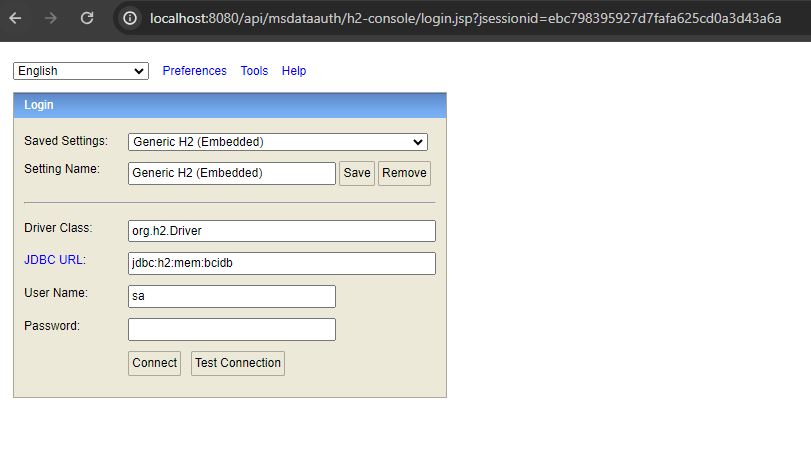 localhost:8080/api/msdataauth/h2-console/login.jsp?jsessionid=ebc798395927d7fafa625cd0a3d43a6a
English Preferences Tools Help
Login
Saved Settings: Generic H2 (Embedded)
Setting Name: Generic H2 (Embedded) Save Remove
Driver Class: org.h2.Driver
JDBC URL: jdbc:h2:mem:bcidb
User Name: sa
Password:
Connect Test Connection